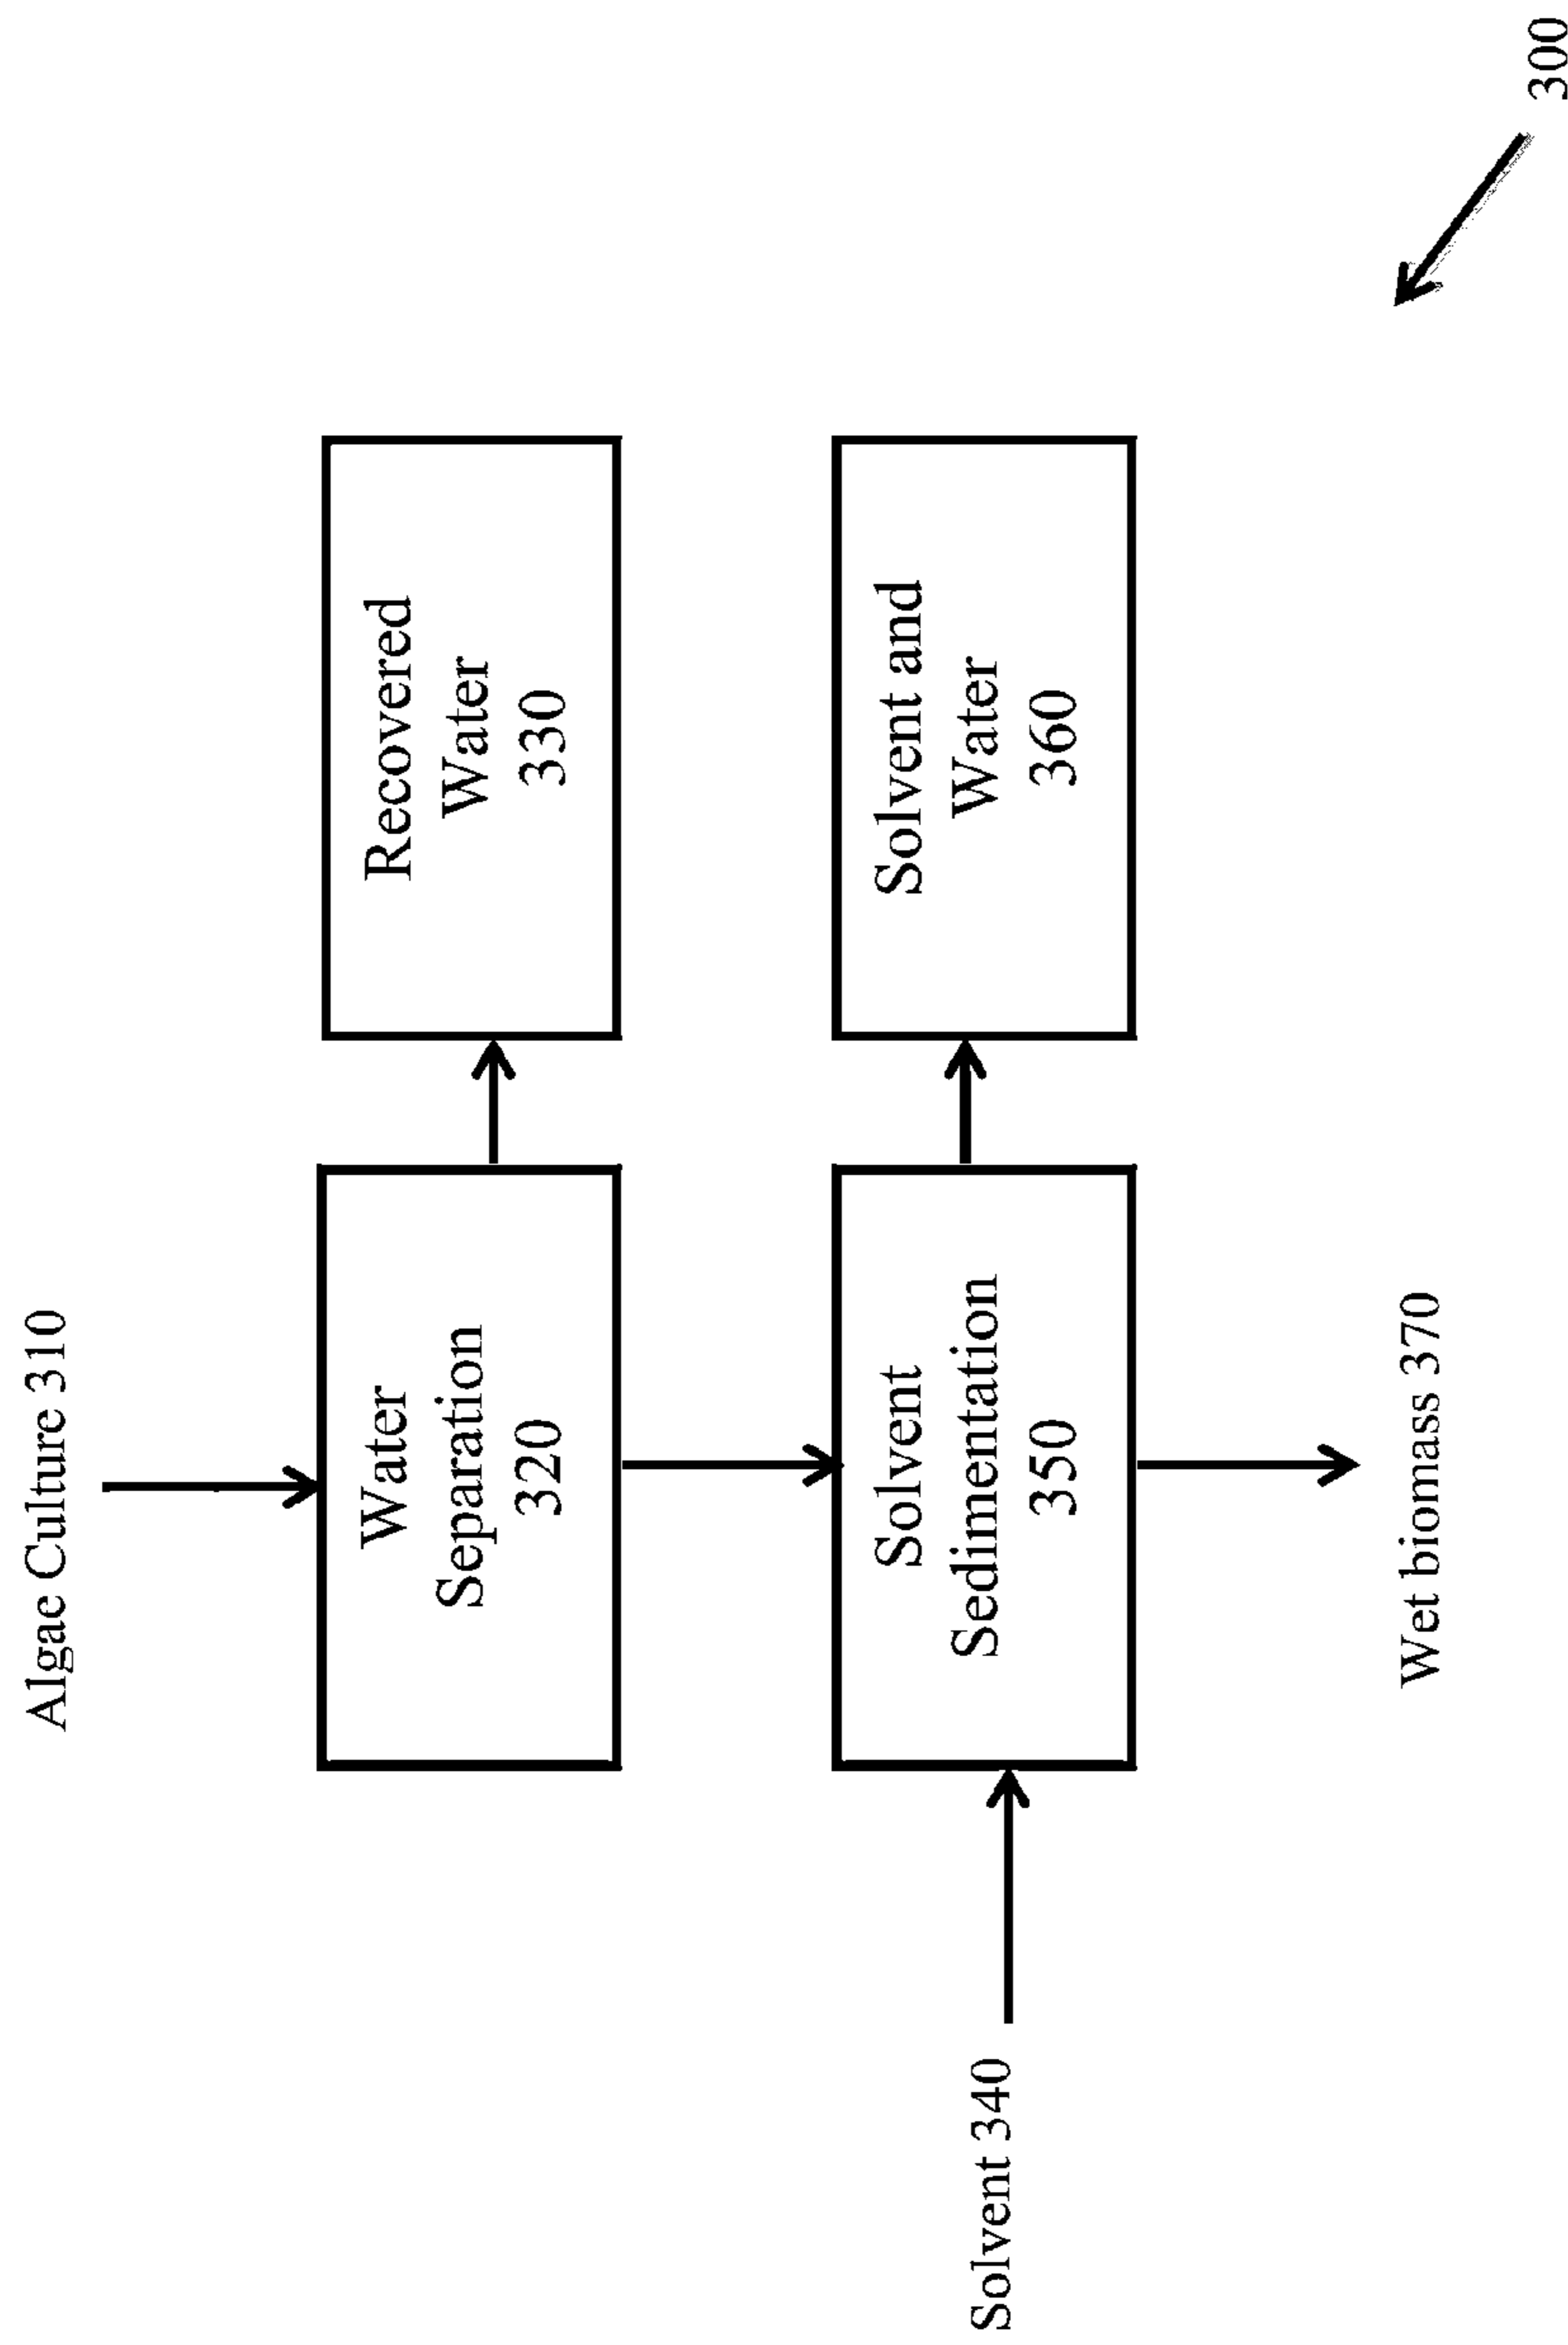 Algae Culture 310
Water
Separation
320
Recovered
Water
330
Solvent 340
Solvent
Sedimentation
350
Solvent and
Water
360
Wet biomass 370
300